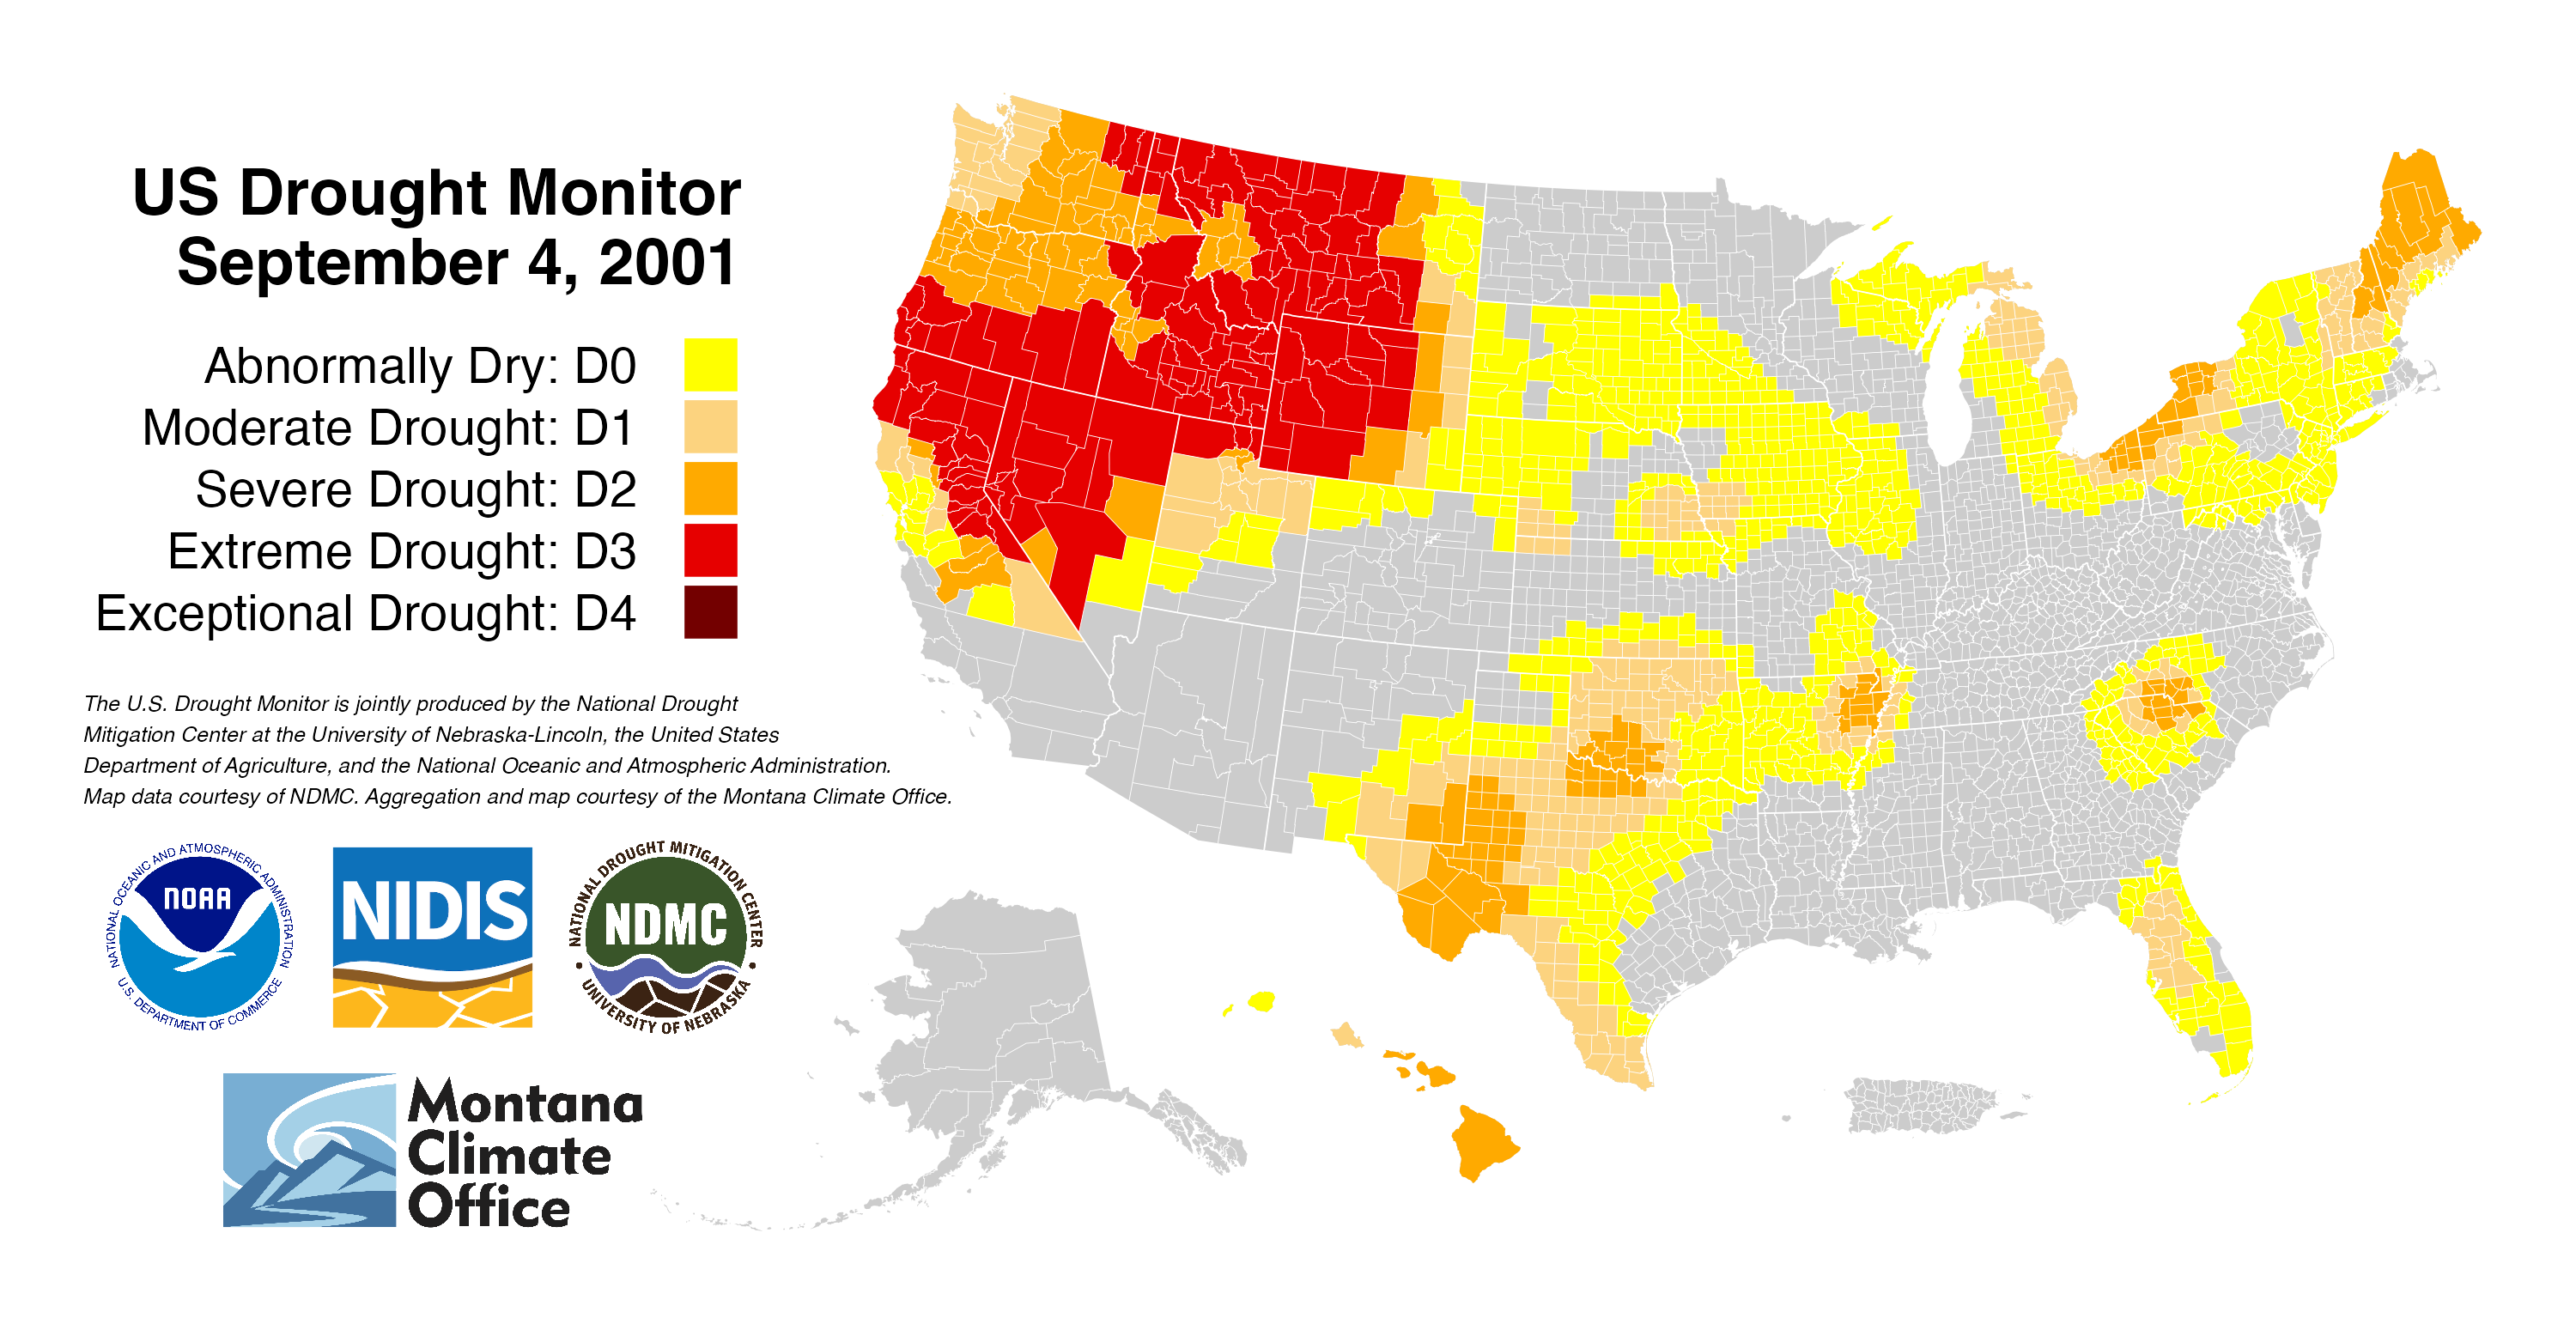 US Drought Monitor
September 4, 2001
Abnormally Dry: D0
Moderate Drought: D1
Severe Drought: D2
Extreme Drought: D3
Exceptional Drought: D4
The U.S. Drought Monitor is jointly produced by the National Drought
Mitigation Center at the University of Nebraska-Lincoln, the United States
Department of Agriculture, and the National Oceanic and Atmospheric Administration.
Map data courtesy of NDMC. Aggregation and map courtesy of the Montana Climate Office.
NATIONAL OCEANIC AND ATMOSPHERIC ADMINISTRATION
NOAA
U.S. DEPARTMENT OF COMMERCE
NIDIS
NATIONAL DROUGHT MITIGATION CENTER
NDMC
UNIVERSITY OF NEBRASKA
Montana
Climate
Office